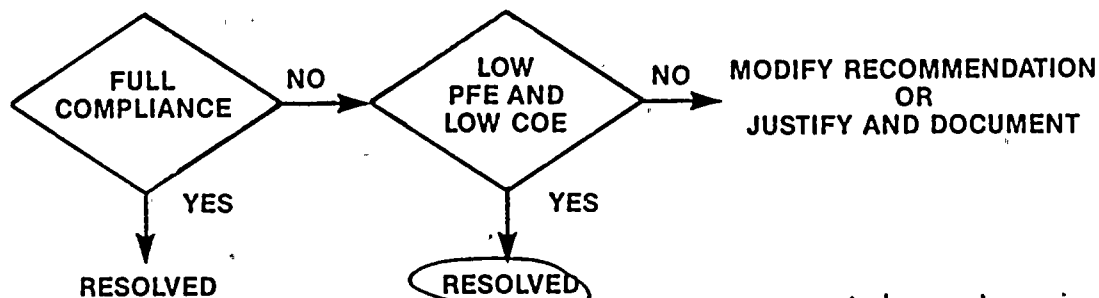 FULL
COMPLIANCE
NO
LOW
PFE AND
LOW COE
NO
MODIFY RECOMMENDATION
OR
JUSTIFY AND DOCUMENT
YES
YES
RESOLVED
RESOLVED